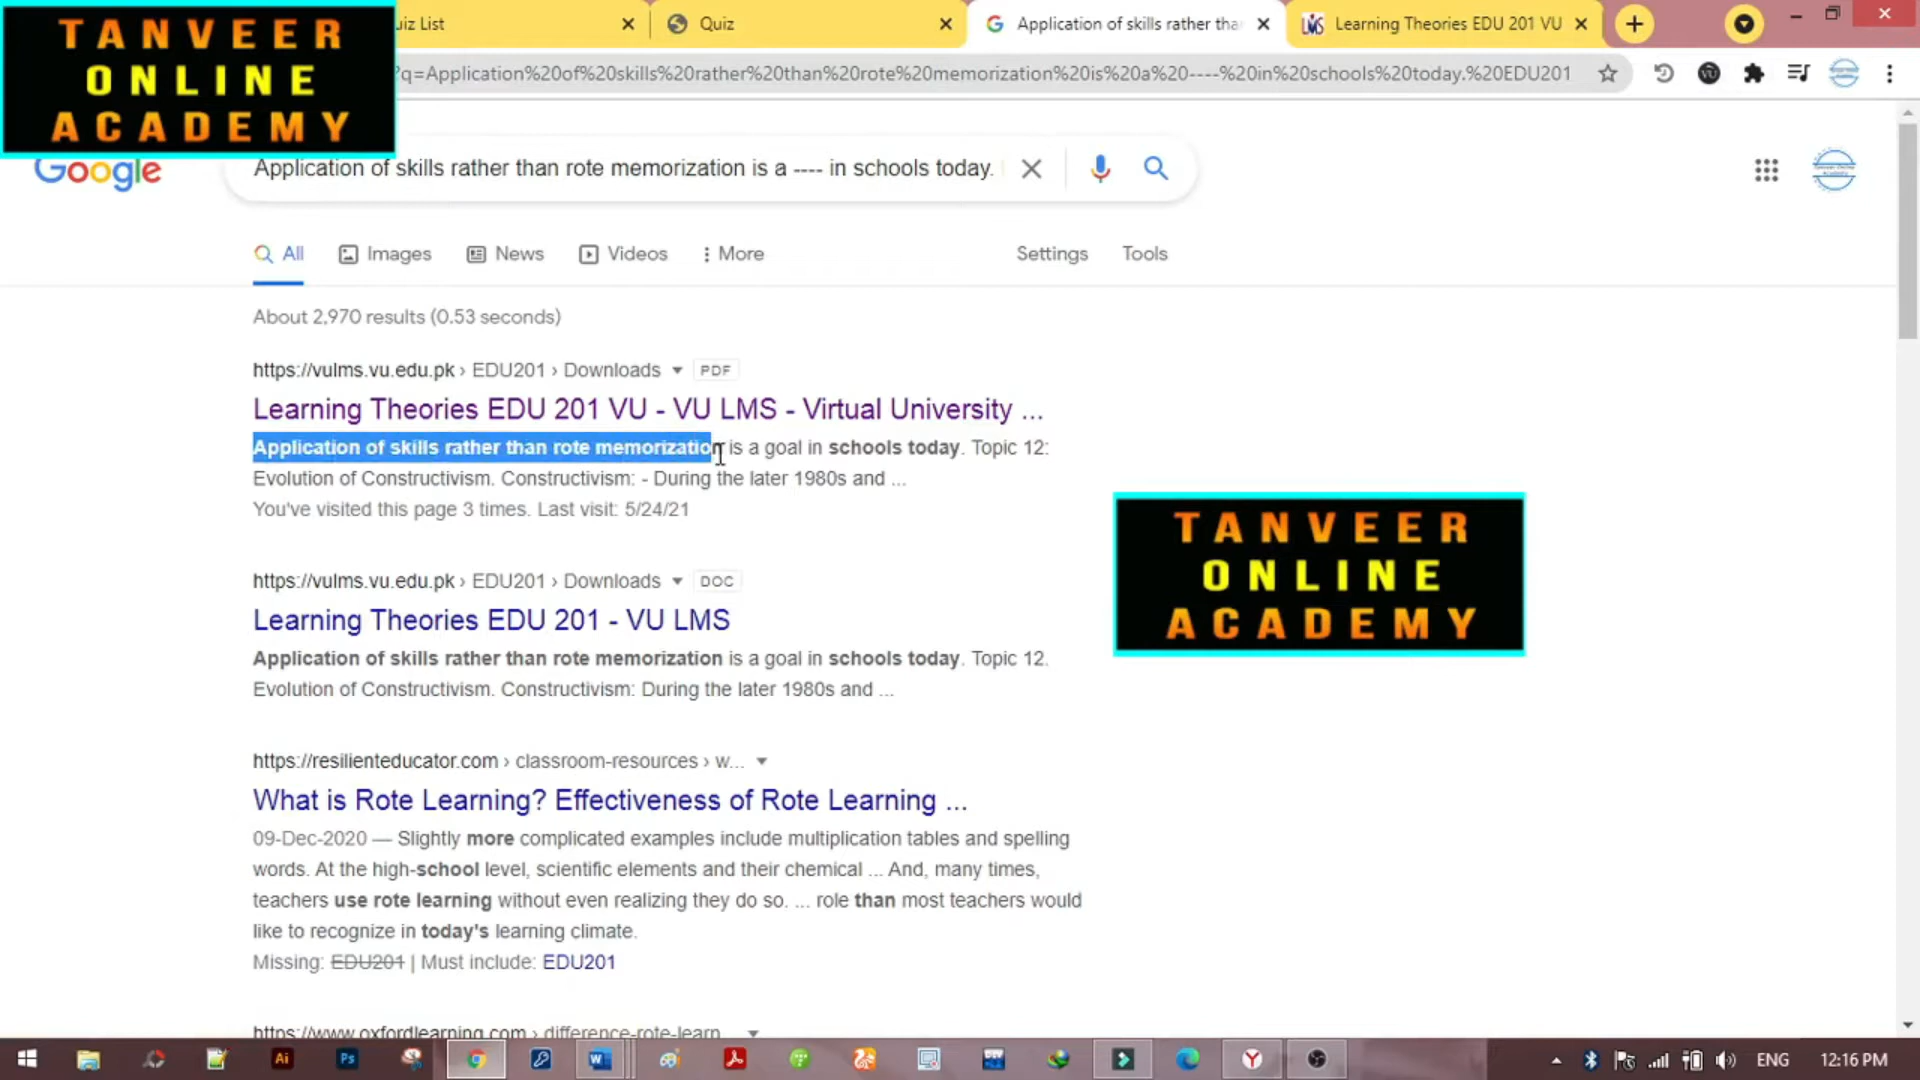 TANVEER
ONLINE
ACADEMY
uiz List
Quiz
Application of skills rather tha
Learning Theories EDU 201 VU
?q=Application%20of%20skills%20rather%20than%20rote%20memorization%20is%20a%20----%20in%20schools%20today.%20EDU201
Google
Application of skills rather than rote memorization is a ---- in schools today.
All
Images
News
Videos
More
Settings
Tools
About 2,970 results (0.53 seconds)
https://vulms.vu.edu.pk › EDU201 › Downloads
PDF
Learning Theories EDU 201 VU - VU LMS - Virtual University ...
Application of skills rather than rote memorization is a goal in schools today. Topic 12:
Evolution of Constructivism. Constructivism: - During the later 1980s and ...
You've visited this page 3 times. Last visit: 5/24/21
https://vulms.vu.edu.pk › EDU201 › Downloads
DOC
Learning Theories EDU 201 - VU LMS
Application of skills rather than rote memorization is a goal in schools today. Topic 12.
Evolution of Constructivism. Constructivism: During the later 1980s and ...
TANVEER
ONLINE
ACADEMY
https://resilienteducator.com › classroom-resources › w...
What is Rote Learning? Effectiveness of Rote Learning ...
09-Dec-2020 — Slightly more complicated examples include multiplication tables and spelling
words. At the high-school level, scientific elements and their chemical ... And, many times,
teachers use rote learning without even realizing they do so. ... role than most teachers would
like to recognize in today's learning climate.
Missing: EDU201 | Must include: EDU201
https://www.oxfordlearning.com › difference-rote-learn...
Ai
Ps
ENG
12:16 PM